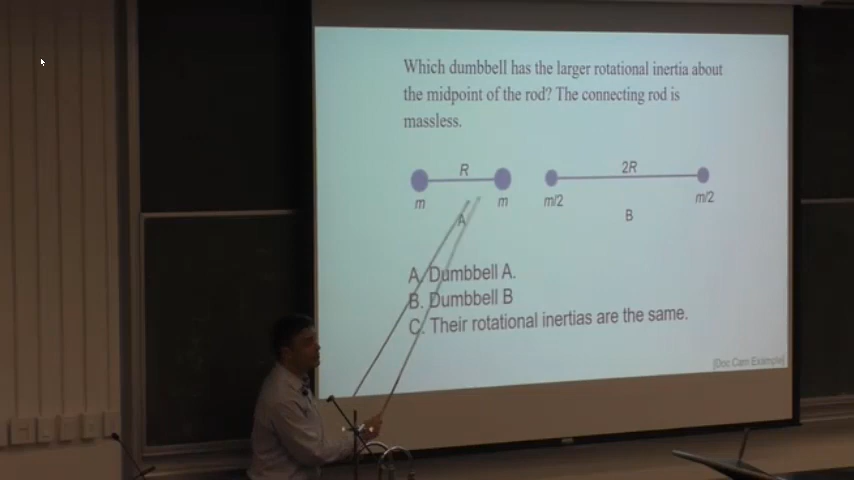 Which dumbbell has the larger rotational inertia about
the midpoint of the rod? The connecting rod is
massless.
R 2R
m m m/2 m/2
A B
A. Dumbbell A.
B. Dumbbell B
C. Their rotational inertias are the same.
[Doc Cam Example]